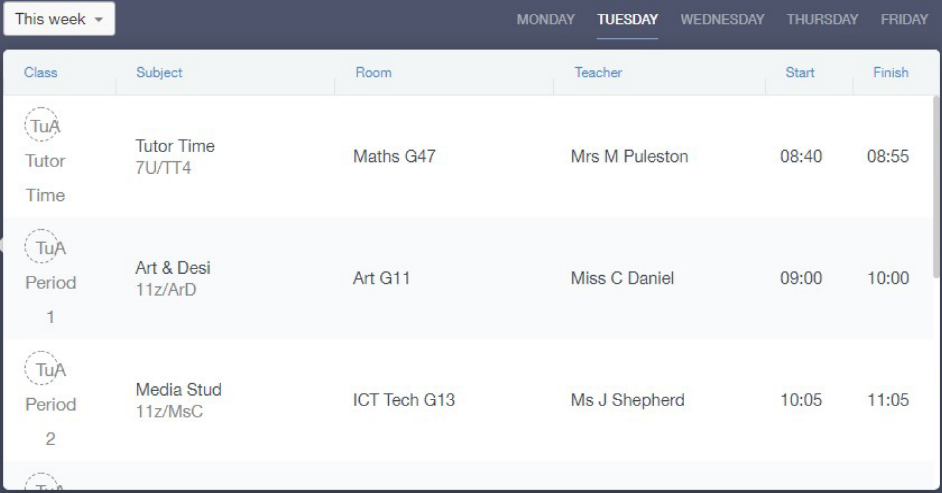 This week
MONDAY TUESDAY WEDNESDAY THURSDAY FRIDAY
Class Subject Room Teacher Start Finish
TuA
Tutor
Time
Tutor Time
7U/TT4
Maths G47
Mrs M Puleston
08:40
08:55
TuA
Period
1
Art & Desi
11z/ArD
Art G11
Miss C Daniel
09:00
10:00
TuA
Period
2
Media Stud
11z/MsC
ICT Tech G13
Ms J Shepherd
10:05
11:05